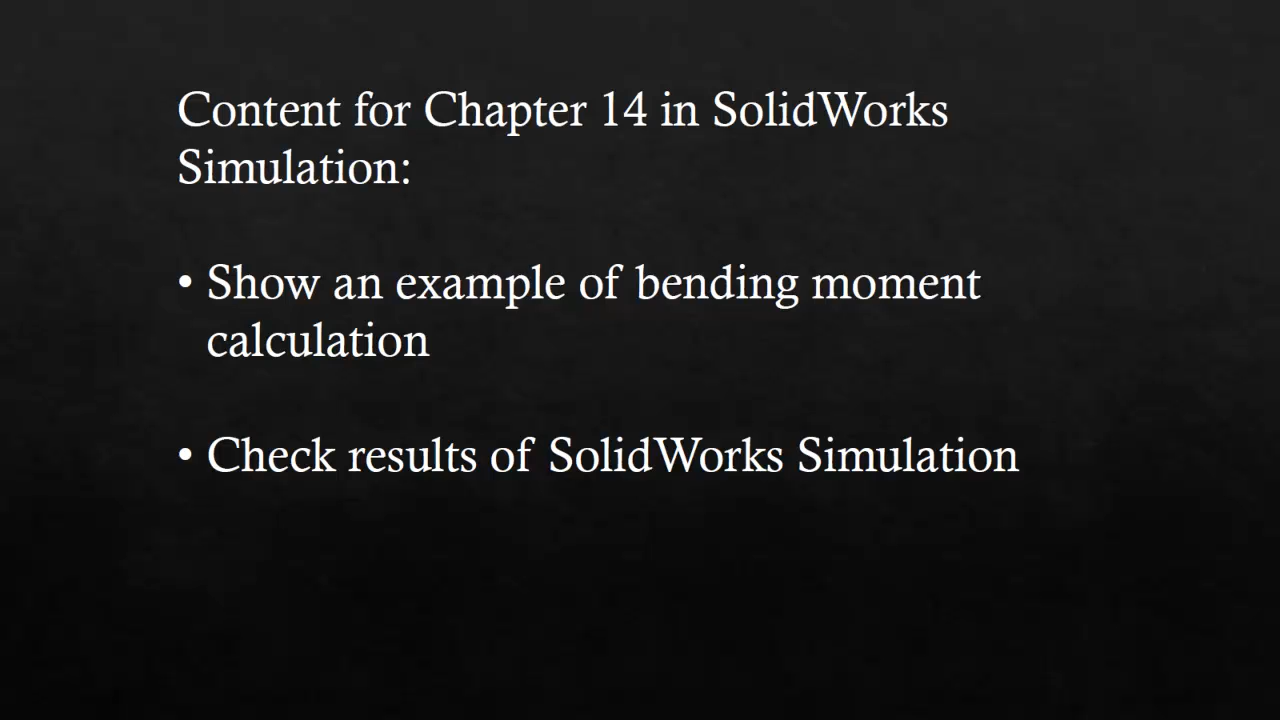 Content for Chapter 14 in SolidWorks
Simulation:
• Show an example of bending moment
calculation
• Check results of SolidWorks Simulation